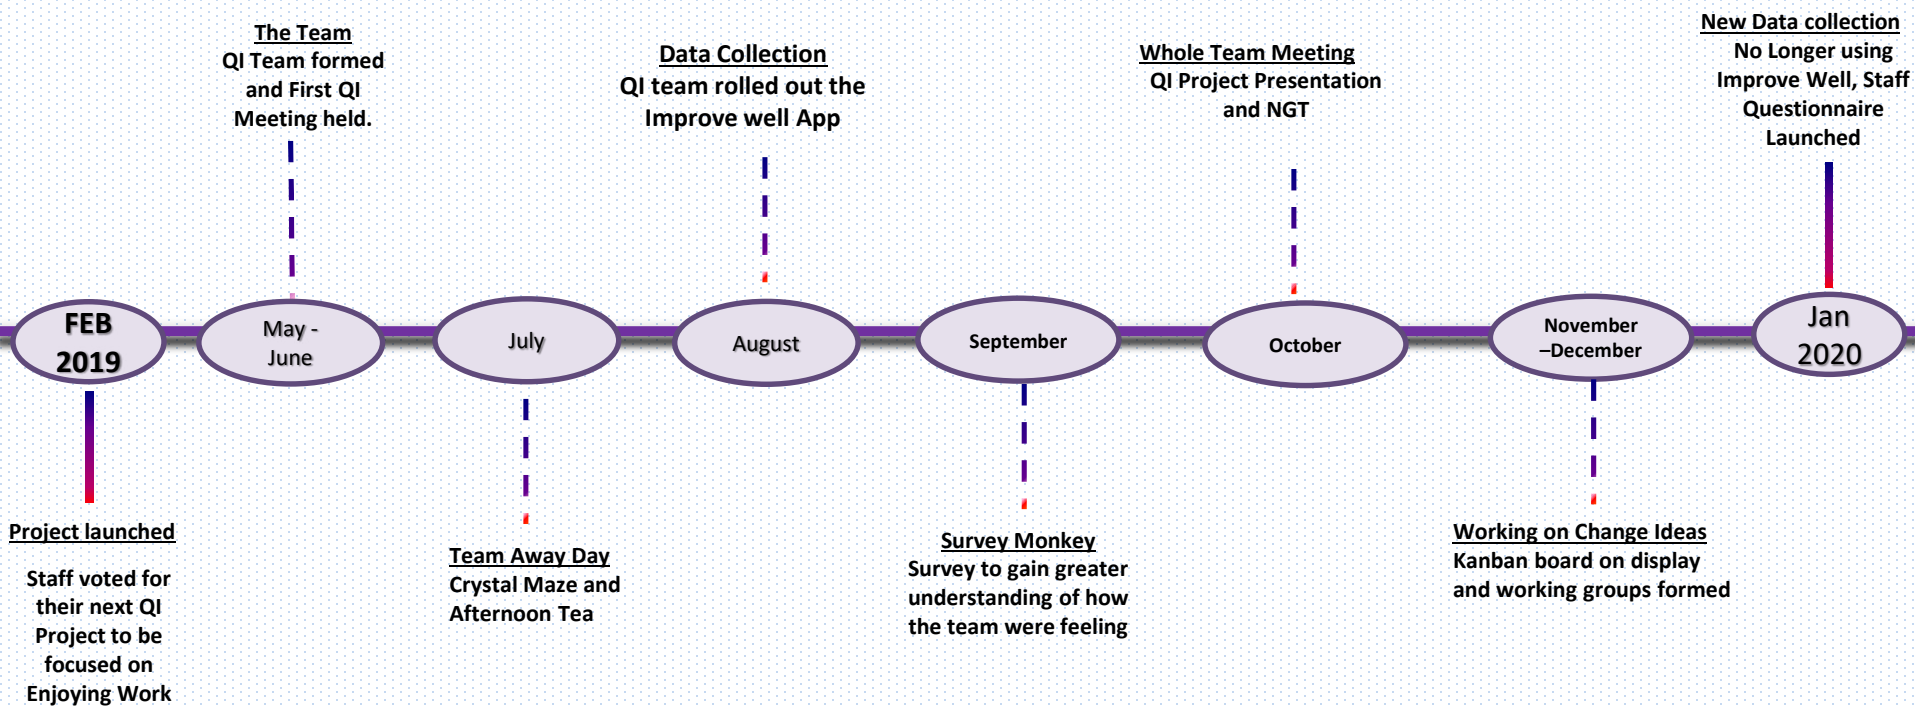 The Team
QI Team formed
and First QI
Meeting held.
Data Collection
QI team rolled out the
Improve well App
Whole Team Meeting
QI Project Presentation
and NGT
New Data collection
No Longer using
Improve Well, Staff
Questionnaire
Launched
FEB
2019
May -
June
July
August
September
October
November
–December
Jan
2020
Project launched
Staff voted for
their next QI
Project to be
focused on
Enjoying Work
Team Away Day
Crystal Maze and
Afternoon Tea
Survey Monkey
Survey to gain greater
understanding of how
the team were feeling
Working on Change Ideas
Kanban board on display
and working groups formed